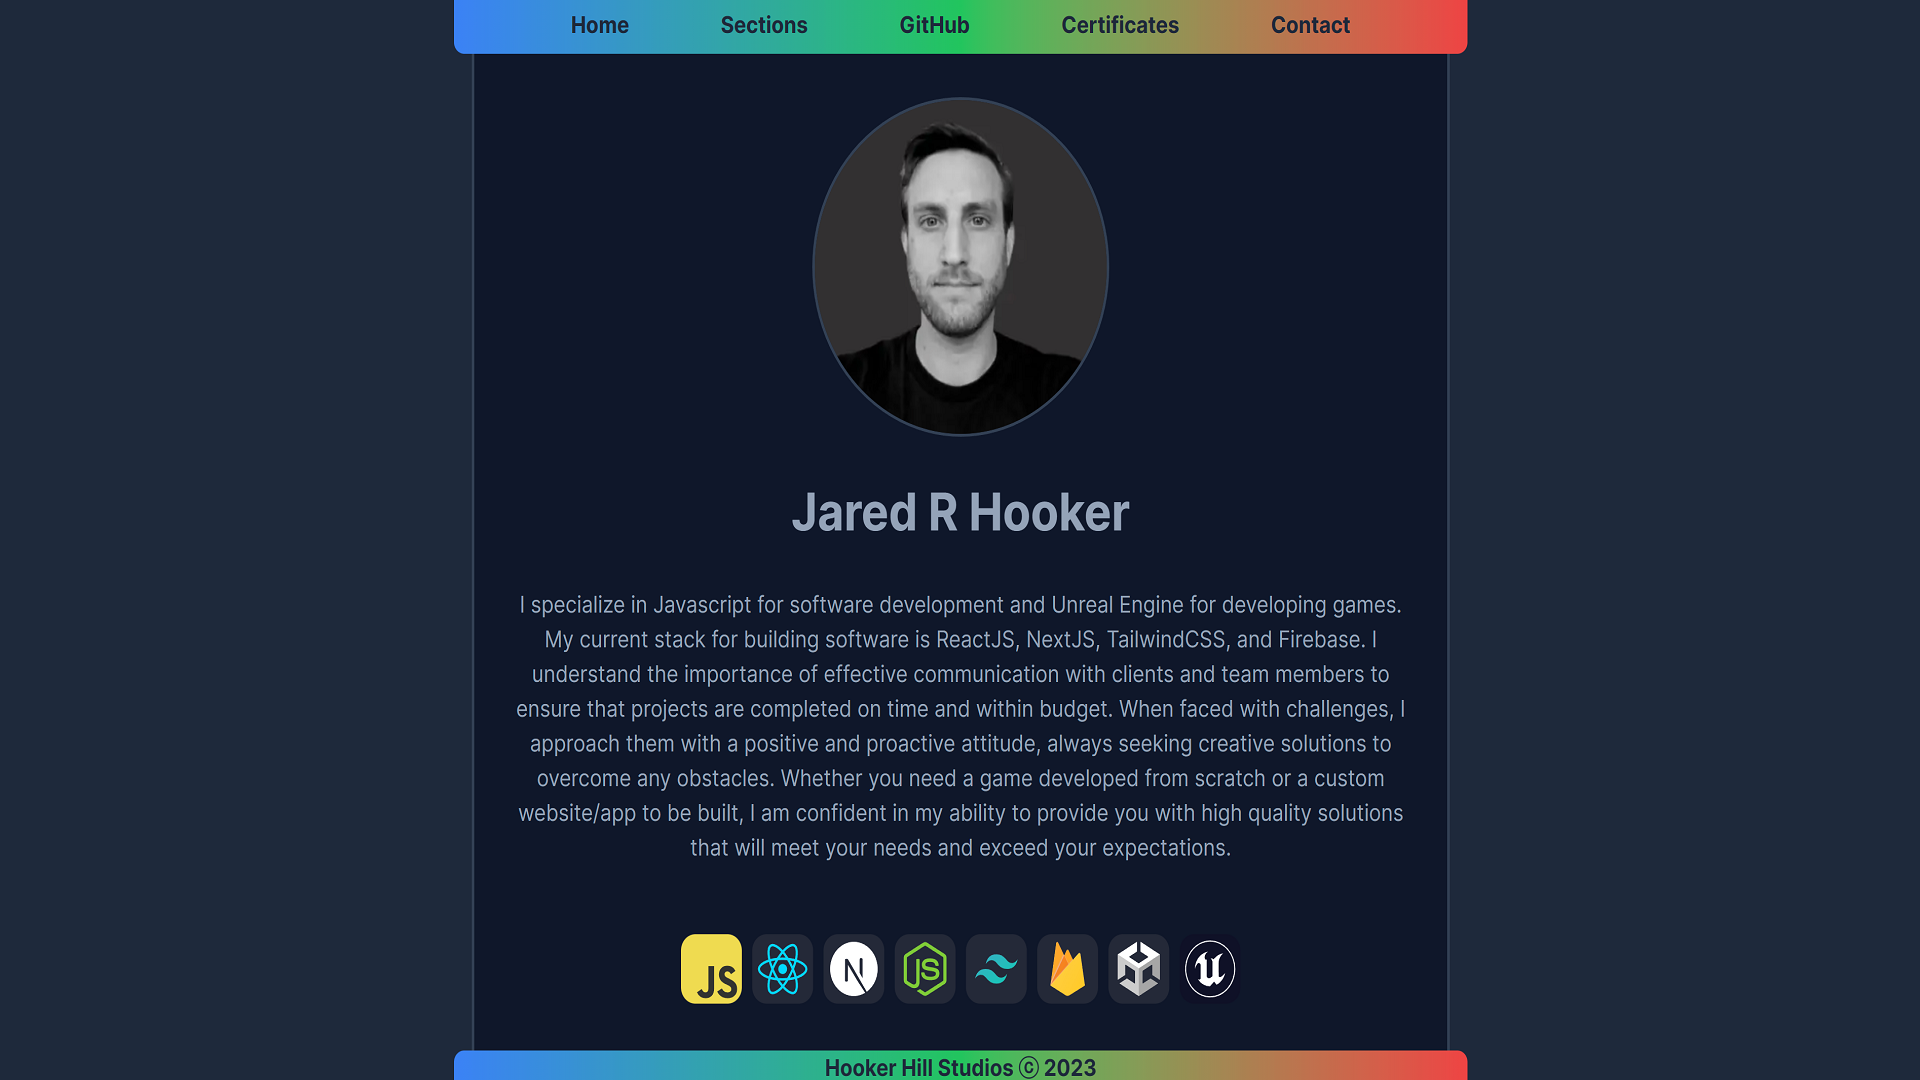 Home Sections GitHub Certificates Contact
Jared R Hooker
I specialize in Javascript for software development and Unreal Engine for developing games.
My current stack for building software is ReactJS, NextJS, TailwindCSS, and Firebase. I
understand the importance of effective communication with clients and team members to
ensure that projects are completed on time and within budget. When faced with challenges, I
approach them with a positive and proactive attitude, always seeking creative solutions to
overcome any obstacles. Whether you need a game developed from scratch or a custom
website/app to be built, I am confident in my ability to provide you with high quality solutions
that will meet your needs and exceed your expectations.
JS N JS U
Hooker Hill Studios © 2023